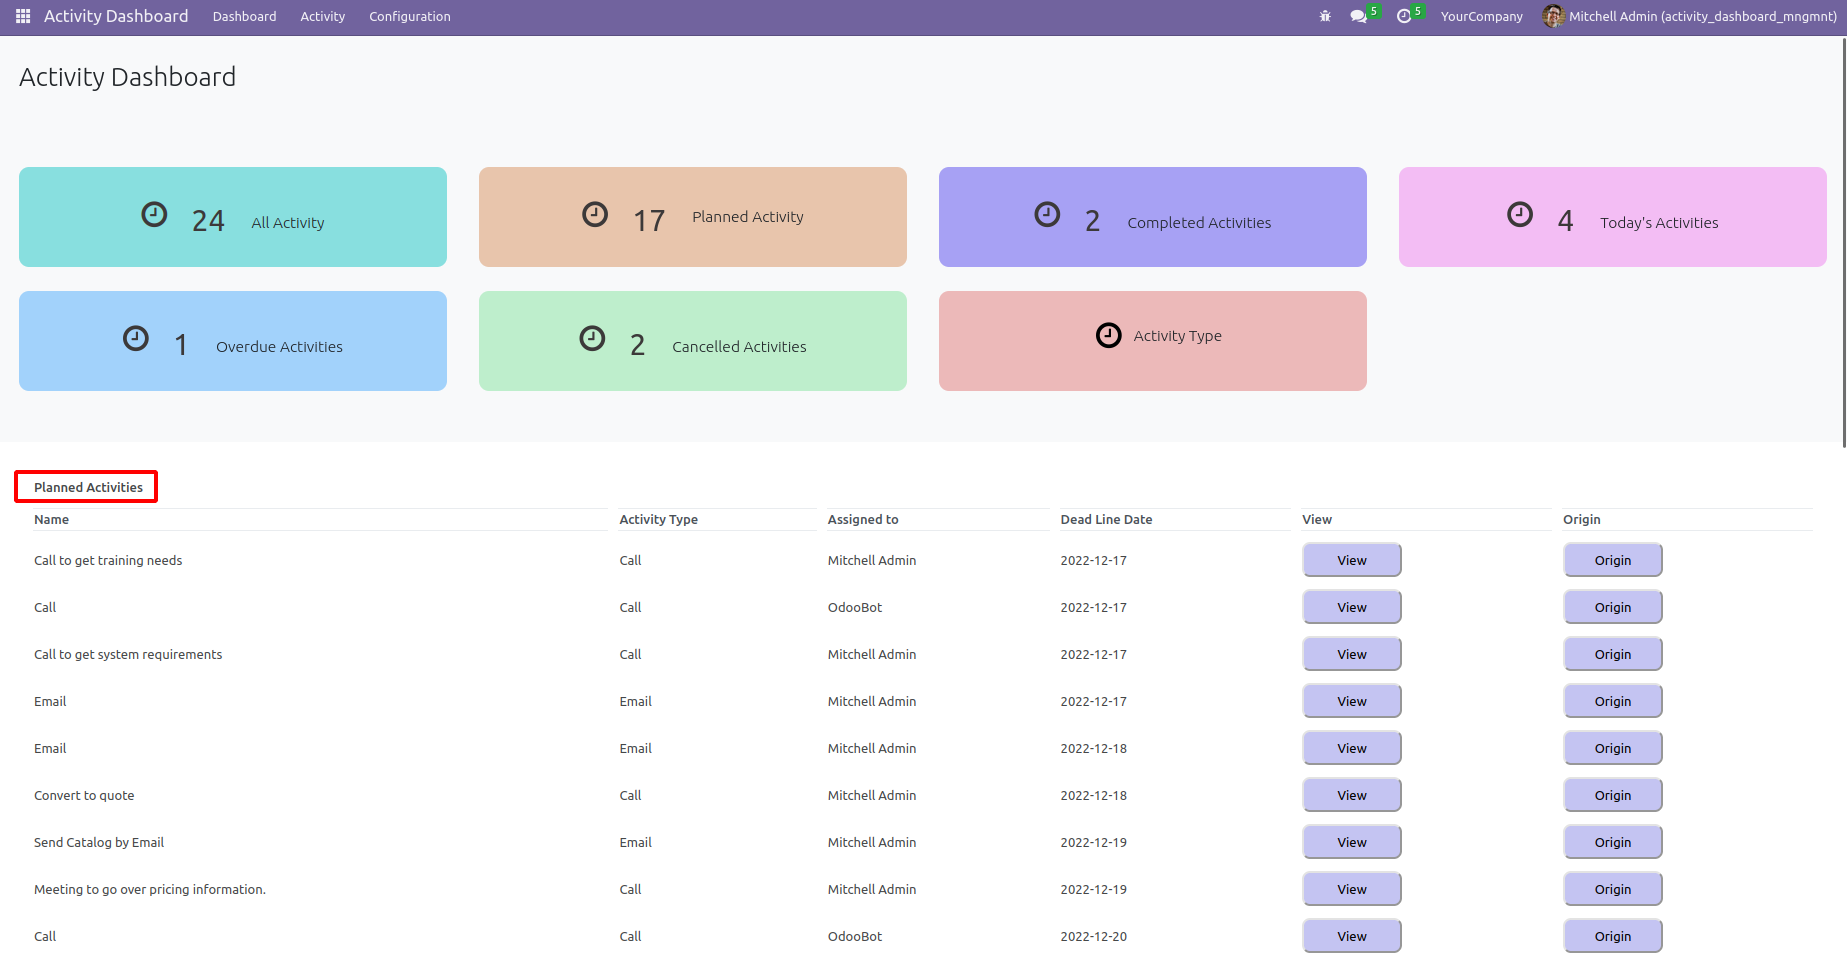 Activity Dashboard Dashboard Activity Configuration 5 5 YourCompany Mitchell Admin (activity_dashboard_mngmnt)
Activity Dashboard
24 All Activity
17 Planned Activity
2 Completed Activities
4 Today's Activities
1 Overdue Activities
2 Cancelled Activities
Activity Type
Planned Activities
Name Activity Type Assigned to Dead Line Date View Origin
Call to get training needs Call Mitchell Admin 2022-12-17 View Origin
Call Call OdooBot 2022-12-17 View Origin
Call to get system requirements Call Mitchell Admin 2022-12-17 View Origin
Email Email Mitchell Admin 2022-12-17 View Origin
Email Email Mitchell Admin 2022-12-18 View Origin
Convert to quote Call Mitchell Admin 2022-12-18 View Origin
Send Catalog by Email Email Mitchell Admin 2022-12-19 View Origin
Meeting to go over pricing information. Call Mitchell Admin 2022-12-19 View Origin
Call Call OdooBot 2022-12-20 View Origin